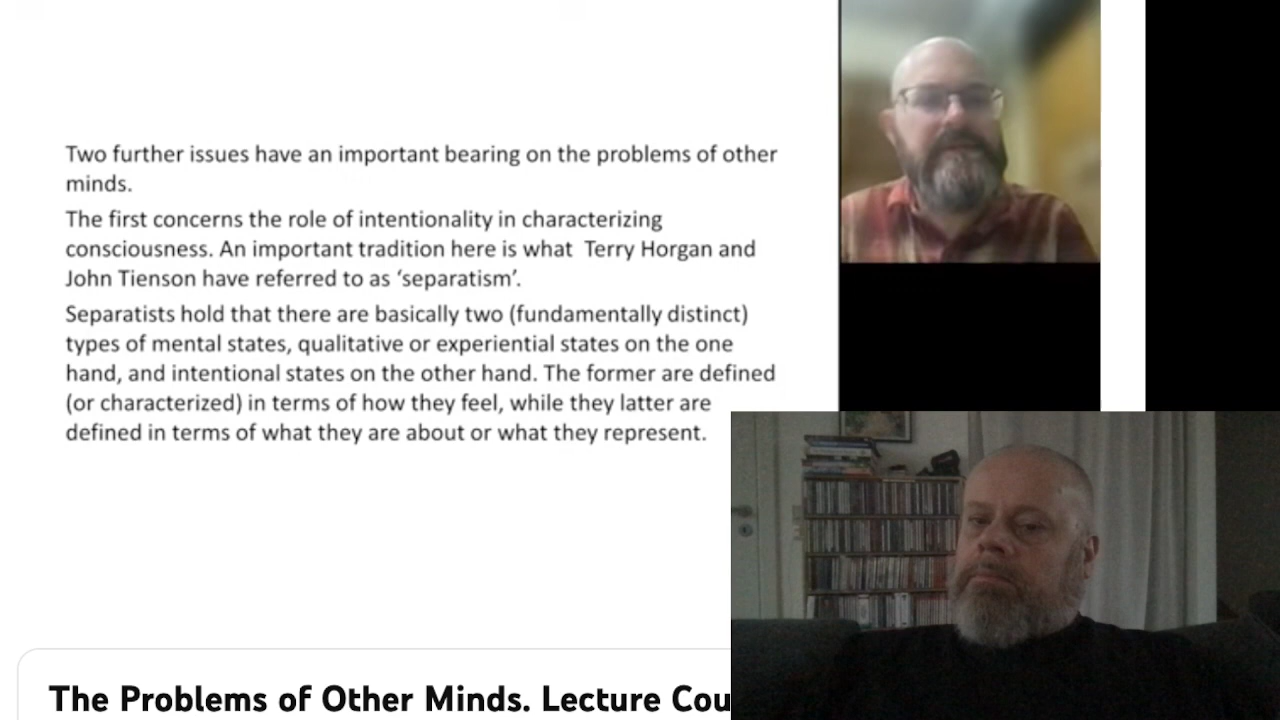 Two further issues have an important bearing on the problems of other
minds.
The first concerns the role of intentionality in characterizing
consciousness. An important tradition here is what Terry Horgan and
John Tienson have referred to as ‘separatism’.
Separatists hold that there are basically two (fundamentally distinct)
types of mental states, qualitative or experiential states on the one
hand, and intentional states on the other hand. The former are defined
(or characterized) in terms of how they feel, while they latter are
defined in terms of what they are about or what they represent.
The Problems of Other Minds. Lecture Cou